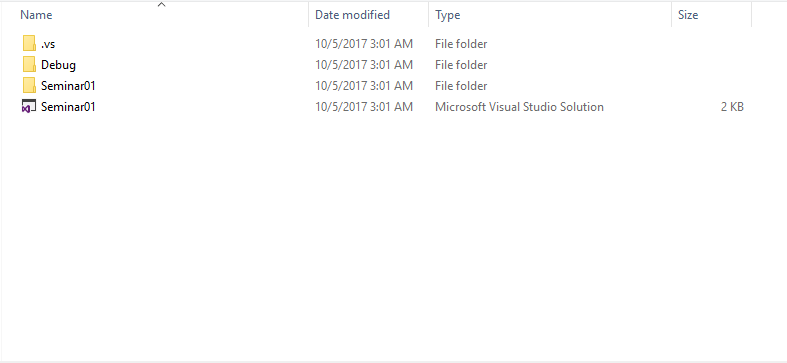 Name Date modified Type Size
.vs 10/5/2017 3:01 AM File folder
Debug 10/5/2017 3:01 AM File folder
Seminar01 10/5/2017 3:01 AM File folder
Seminar01 10/5/2017 3:01 AM Microsoft Visual Studio Solution 2 KB